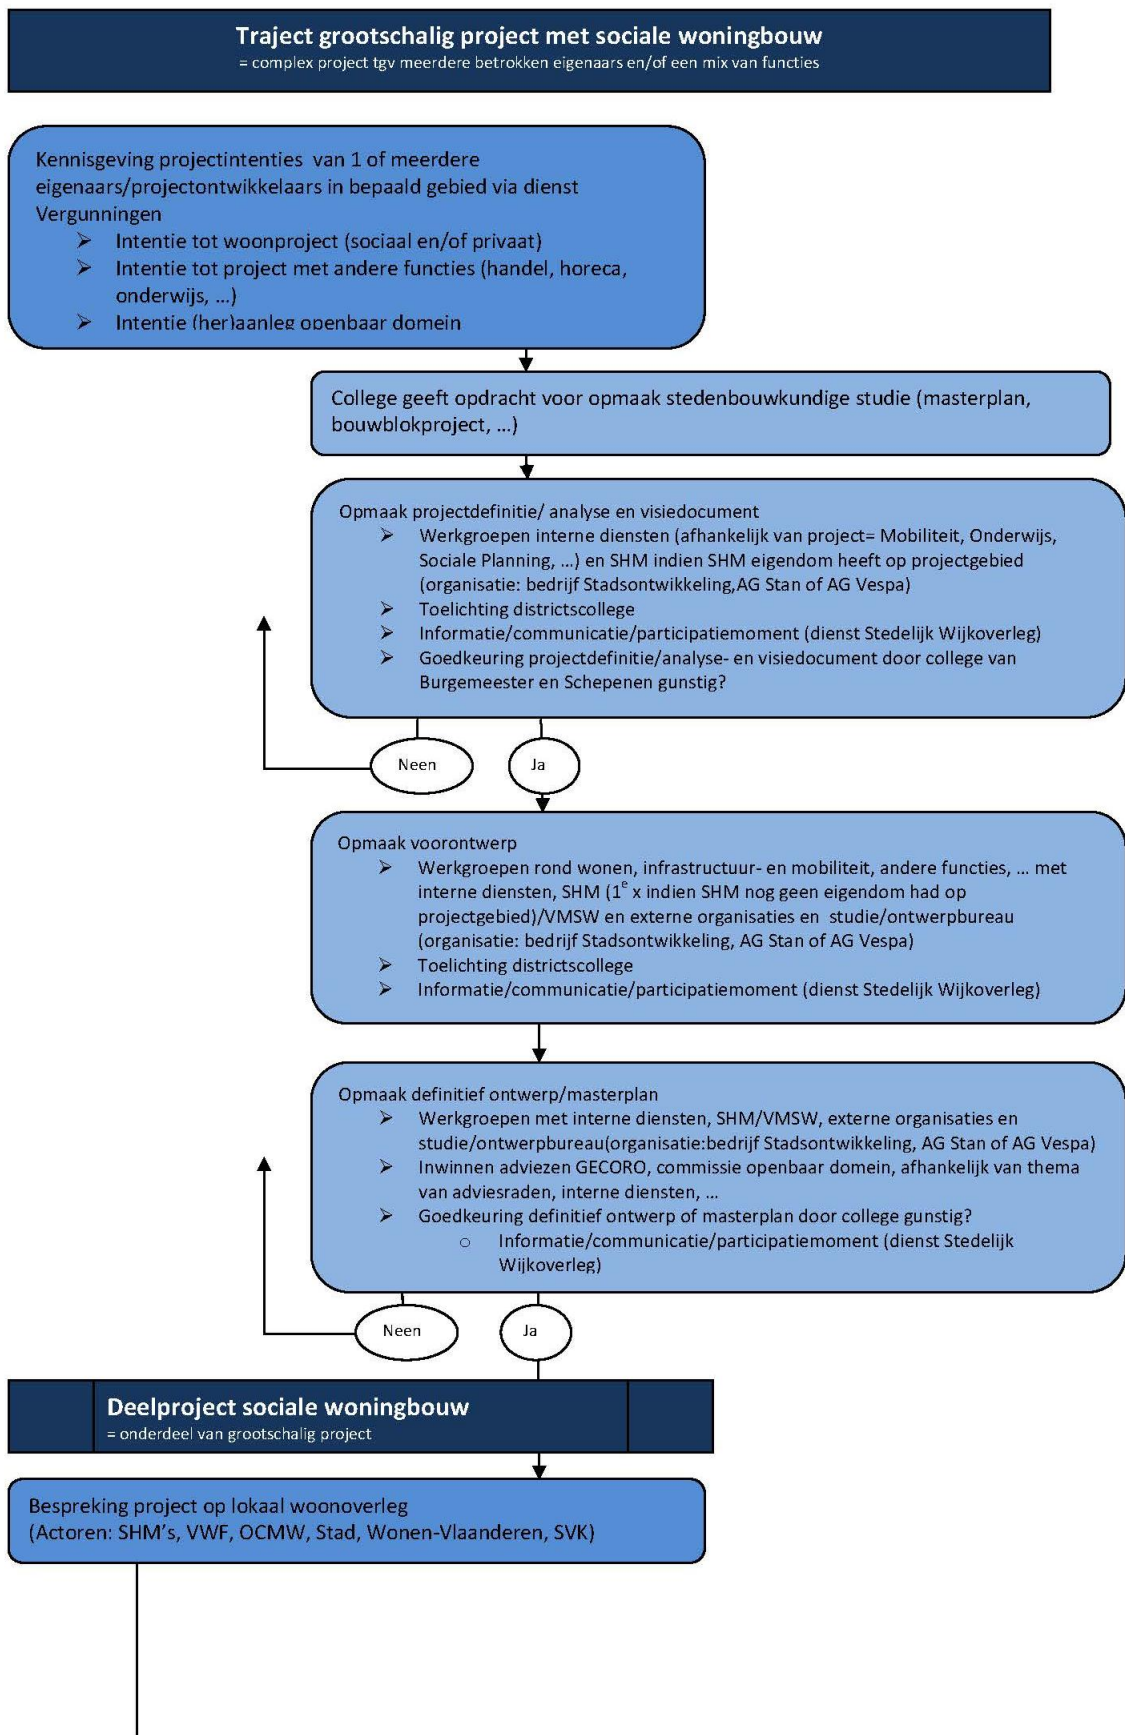 Traject grootschalig project met sociale woningbouw
= complex project tgv meerdere betrokken eigenaars en/of een mix van functies
Kennisgeving projectintenties van 1 of meerdere
eigenaars/projectontwikkelaars in bepaald gebied via dienst
Vergunningen
➢ Intentie tot woonproject (sociaal en/of privaat)
➢ Intentie tot project met andere functies (handel, horeca,
onderwijs, …)
➢ Intentie (her)aanleg openbaar domein
College geeft opdracht voor opmaak stedenbouwkundige studie (masterplan,
bouwblokproject, …)
Opmaak projectdefinitie/ analyse en visiedocument
➢ Werkgroepen interne diensten (afhankelijk van project= Mobiliteit, Onderwijs,
Sociale Planning, …) en SHM indien SHM eigendom heeft op projectgebied
(organisatie: bedrijf Stadsontwikkeling,AG Stan of AG Vespa)
➢ Toelichting districtscollege
➢ Informatie/communicatie/participatiemoment (dienst Stedelijk Wijkoverleg)
➢ Goedkeuring projectdefinitie/analyse- en visiedocument door college van
Burgemeester en Schepenen gunstig?
Neen
Ja
Opmaak voorontwerp
➢ Werkgroepen rond wonen, infrastructuur- en mobiliteit, andere functies, … met
interne diensten, SHM (1e x indien SHM nog geen eigendom had op
projectgebied)/VMSW en externe organisaties en studie/ontwerpbureau
(organisatie: bedrijf Stadsontwikkeling, AG Stan of AG Vespa)
➢ Toelichting districtscollege
➢ Informatie/communicatie/participatiemoment (dienst Stedelijk Wijkoverleg)
Opmaak definitief ontwerp/masterplan
➢ Werkgroepen met interne diensten, SHM/VMSW, externe organisaties en
studie/ontwerpbureau(organisatie:bedrijf Stadsontwikkeling, AG Stan of AG Vespa)
➢ Inwinnen adviezen GECORO, commissie openbaar domein, afhankelijk van thema
van adviesraden, interne diensten, …
➢ Goedkeuring definitief ontwerp of masterplan door college gunstig?
o Informatie/communicatie/participatiemoment (dienst Stedelijk
Wijkoverleg)
Neen
Ja
Deelproject sociale woningbouw
= onderdeel van grootschalig project
Bespreking project op lokaal woonoverleg
(Actoren: SHM's, VWF, OCMW, Stad, Wonen-Vlaanderen, SVK)